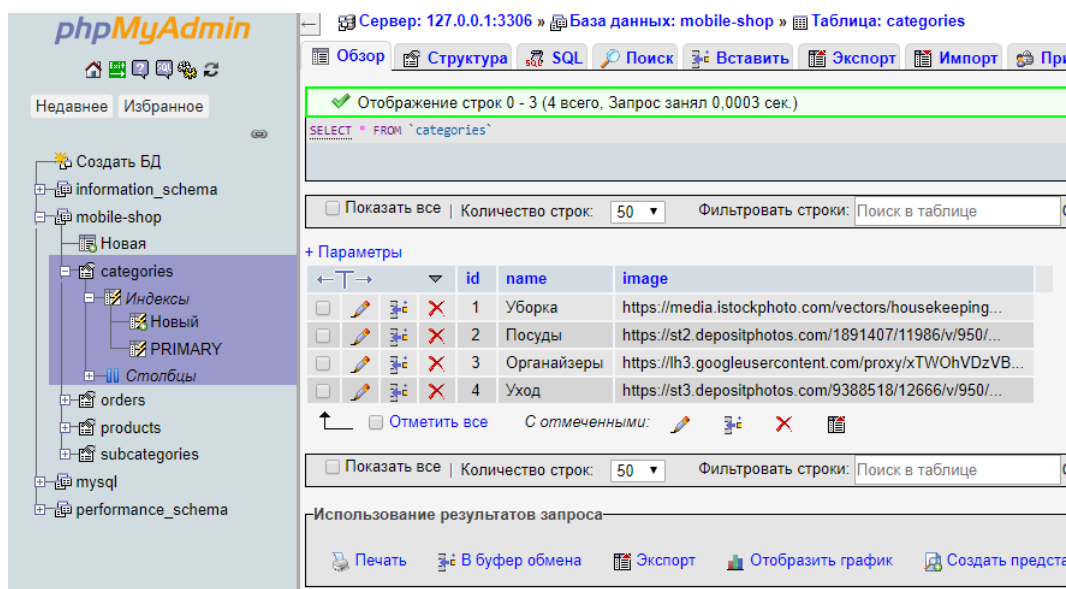 phpMyAdmin
Недавнее Избранное
Создать БД
information_schema
mobile-shop
Новая
categories
Индексы
Новый
PRIMARY
Столбцы
orders
products
subcategories
mysql
performance_schema
Сервер: 127.0.0.1:3306 » База данных: mobile-shop » Таблица: categories
Обзор Структура SQL Поиск Вставить Экспорт Импорт При
Отображение строк 0 - 3 (4 всего, Запрос занял 0,0003 сек.)
SELECT * FROM `categories`
Показать все | Количество строк: 50 Фильтровать строки: Поиск в таблице
+ Параметры
id name image
1 Уборка https://media.istockphoto.com/vectors/housekeeping...
2 Посуды https://st2.depositphotos.com/1891407/11986/v/950/...
3 Органайзеры https://lh3.googleusercontent.com/proxy/xTWOhVDzVB...
4 Уход https://st3.depositphotos.com/9388518/12666/v/950/...
Отметить все С отмеченными:
Показать все | Количество строк: 50 Фильтровать строки: Поиск в таблице
Использование результатов запроса
Печать В буфер обмена Экспорт Отобразить график Создать предста